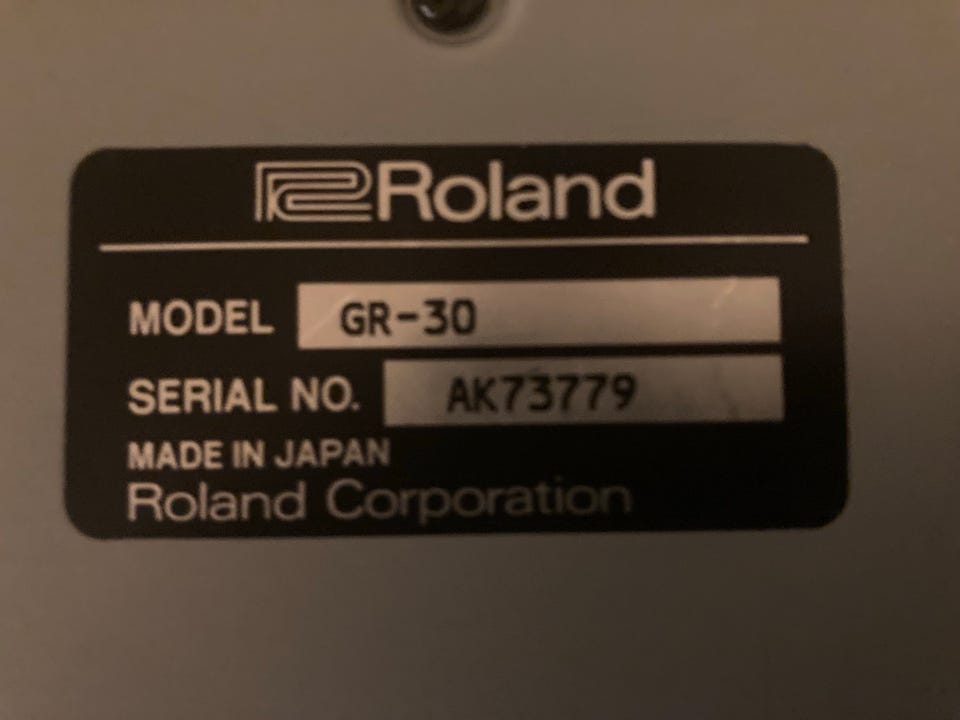 Roland
MODEL GR-30
SERIAL NO. AK73779
MADE IN JAPAN
Roland Corporation